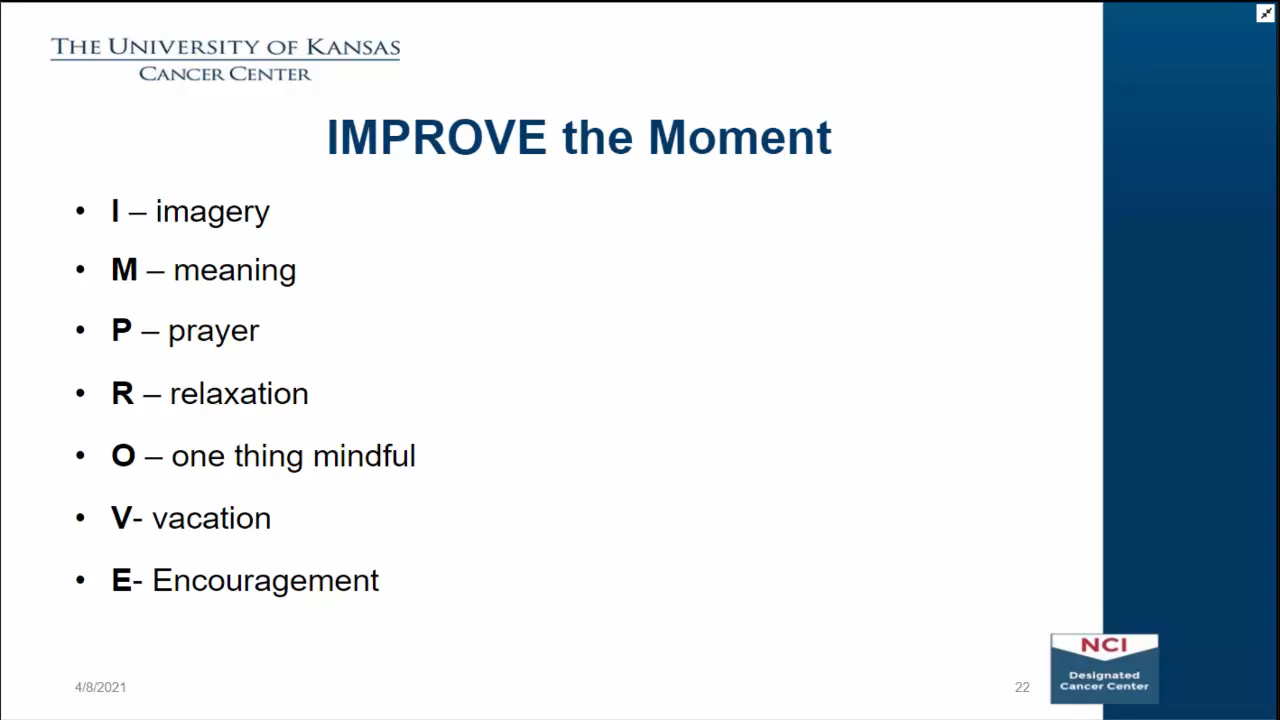 THE UNIVERSITY OF KANSAS
CANCER CENTER
IMPROVE the Moment
• I – imagery
• M – meaning
• P – prayer
• R – relaxation
• O – one thing mindful
• V- vacation
• E- Encouragement
4/8/2021
22
NCI
Designated
Cancer Center